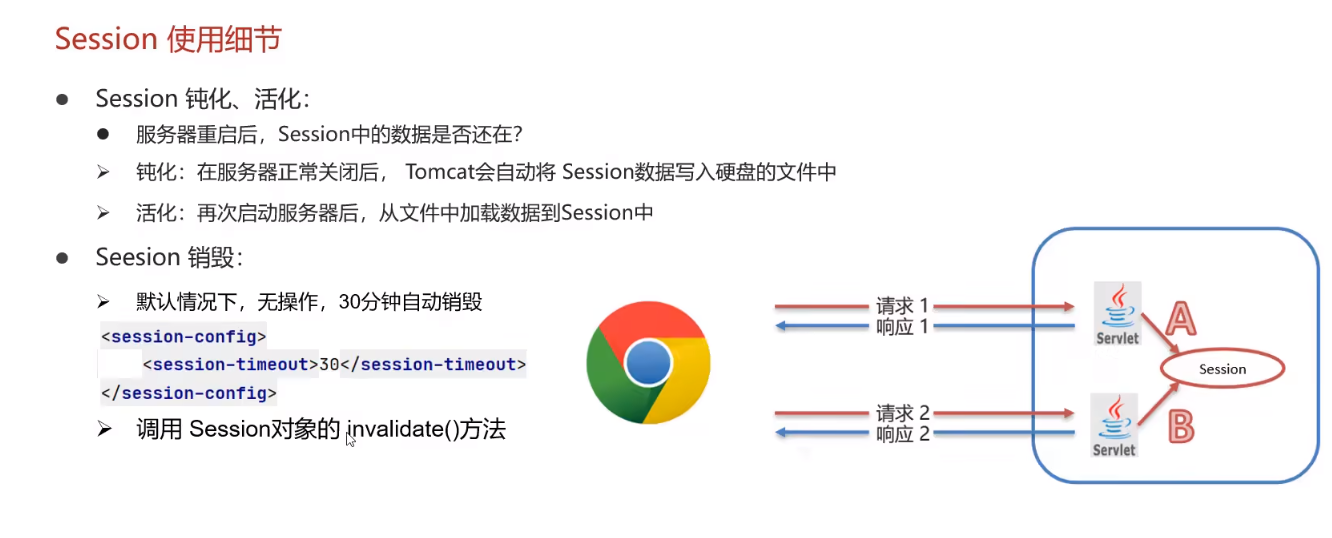 Session 使用细节
● Session 钝化、活化：
● 服务器重启后，Session中的数据是否还在？
➢ 钝化：在服务器正常关闭后， Tomcat会自动将 Session数据写入硬盘的文件中
➢ 活化：再次启动服务器后，从文件中加载数据到Session中
● Seesion 销毁：
➢ 默认情况下，无操作，30分钟自动销毁
<session-config>
<session-timeout>30</session-timeout>
</session-config>
➢ 调用 Session对象的 invalidate()方法
请求 1
响应 1
Servlet
A
Session
请求 2
响应 2
Servlet
B